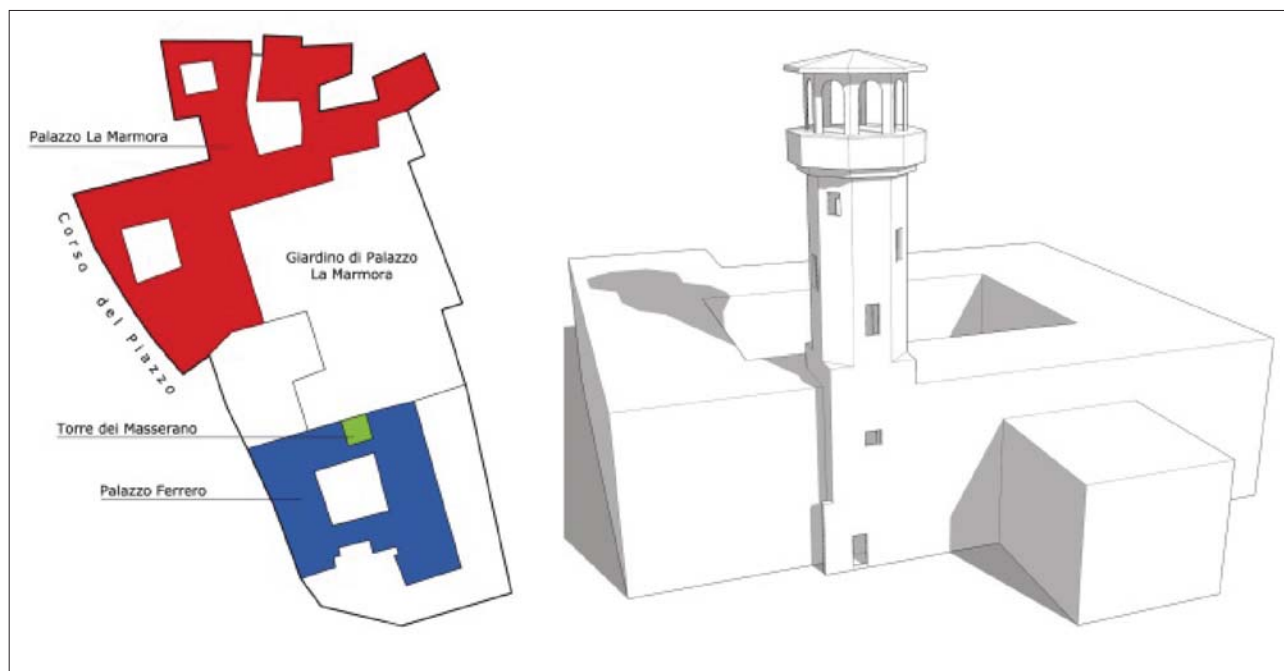 Palazzo La Marmora
Giardino di Palazzo
La Marmora
Corso del Piazzo
Torre dei Masserano
Palazzo Ferrero